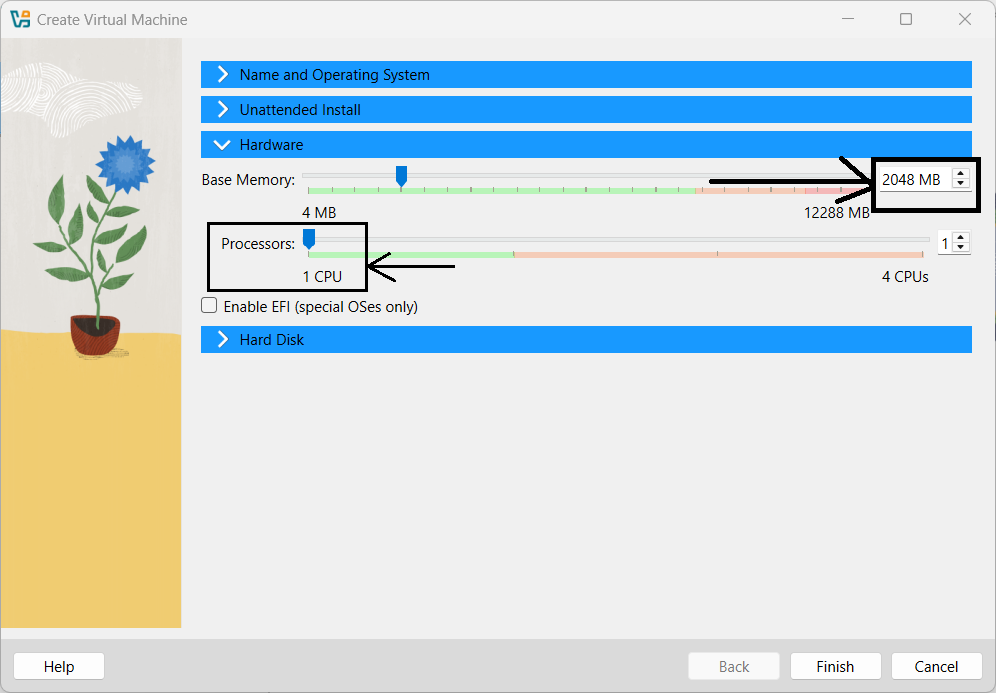 Create Virtual Machine
Name and Operating System
Unattended Install
Hardware
Base Memory:
2048 MB
4 MB
12288 MB
Processors:
1
1 CPU
4 CPUs
Enable EFI (special OSes only)
Hard Disk
Help
Back
Finish
Cancel